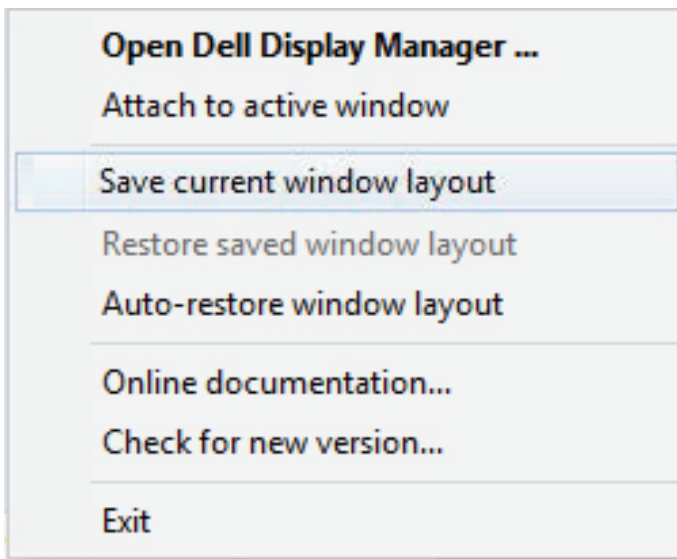 Open Dell Display Manager ...
Attach to active window
Save current window layout
Restore saved window layout
Auto-restore window layout
Online documentation...
Check for new version...
Exit